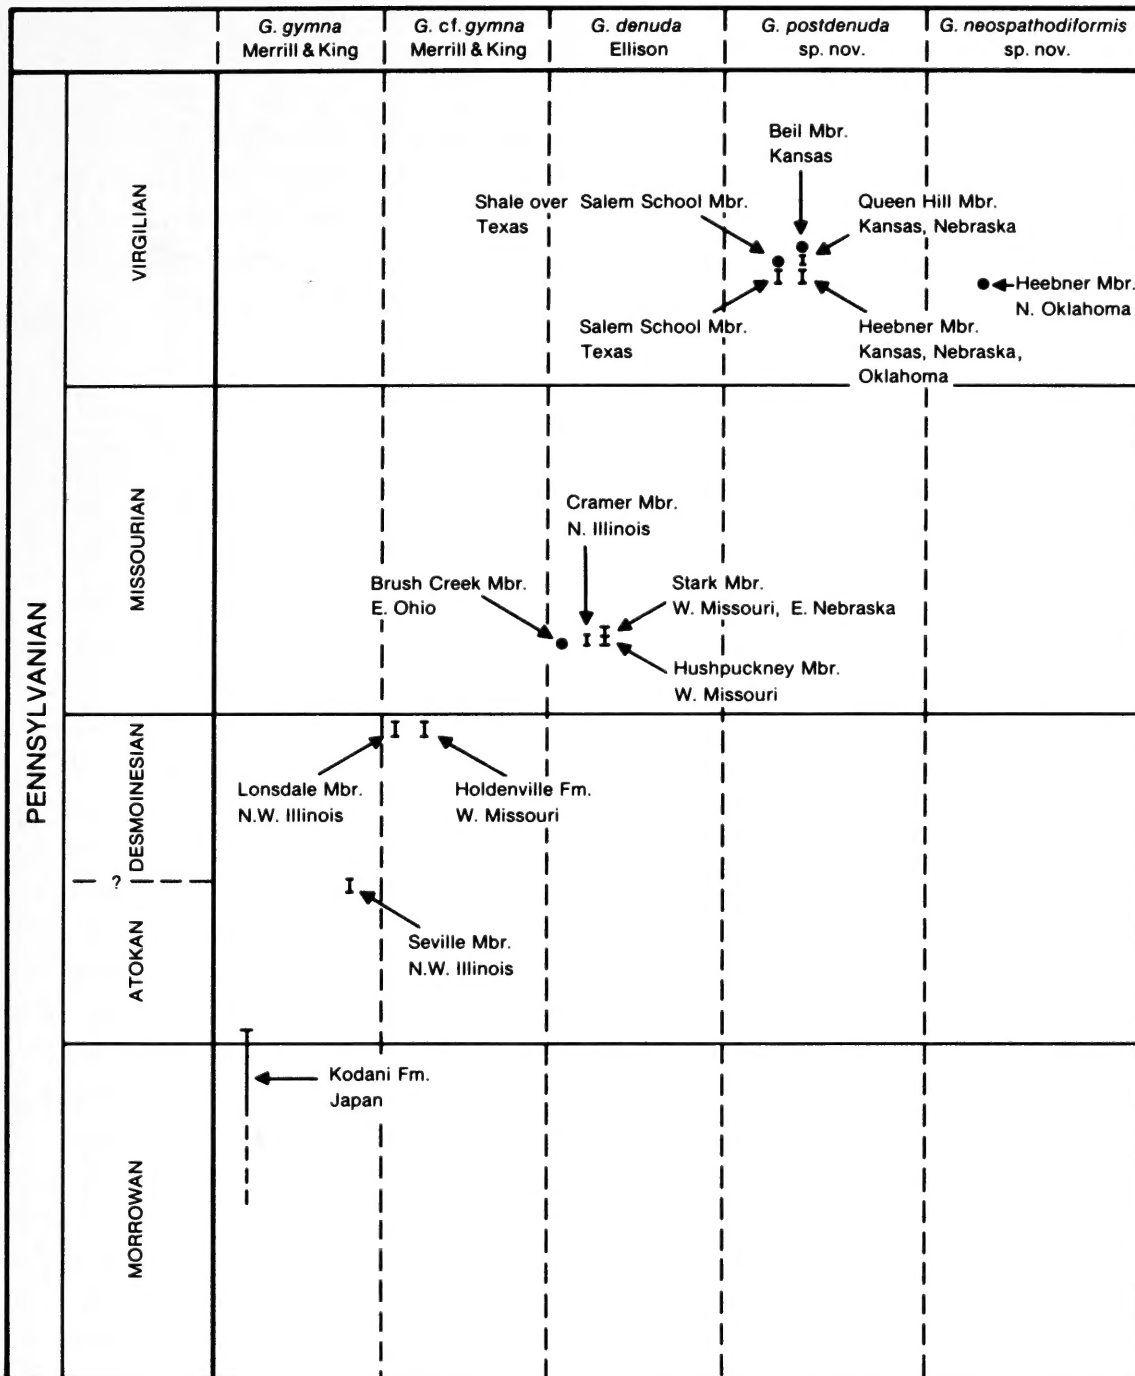 G. gymna
Merrill & King
G. cf. gymna
Merrill & King
G. denuda
Ellison
G. postdenuda
sp. nov.
G. neospathodiformis
sp. nov.
PENNSYLVANIAN
VIRGILIAN
Beil Mbr.
Kansas
Shale over Salem School Mbr.
Texas
Queen Hill Mbr.
Kansas, Nebraska
Heebner Mbr.
N. Oklahoma
Salem School Mbr.
Texas
Heebner Mbr.
Kansas, Nebraska,
Oklahoma
MISSOURIAN
Cramer Mbr.
N. Illinois
Brush Creek Mbr.
E. Ohio
Stark Mbr.
W. Missouri, E. Nebraska
Hushpuckney Mbr.
W. Missouri
DESMOINESIAN
Lonsdale Mbr.
N.W. Illinois
Holdenville Fm.
W. Missouri
?
ATOKAN
Seville Mbr.
N.W. Illinois
MORROWAN
Kodani Fm.
Japan